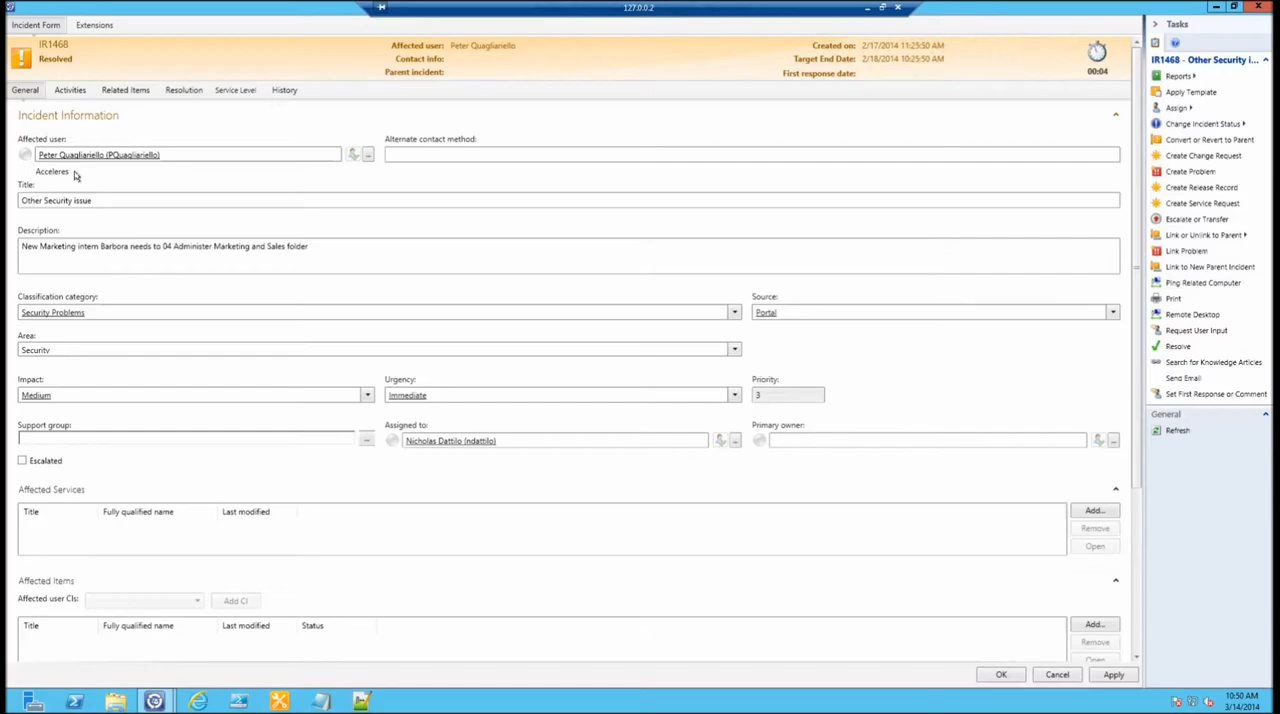 127.0.0.2
Incident Form Extensions
IR1468
Resolved
Affected user: Peter Quagliariello
Contact info:
Parent incident:
Created on: 2/17/2014 11:25:50 AM
Target End Date: 2/18/2014 10:25:50 AM
First response date:
00:04
General Activities Related Items Resolution Service Level History
Incident Information
Affected user:
Alternate contact method:
Peter Quagliariello (PQuagliariello)
...
Acceleres
Title:
Other Security issue
Description:
New Marketing intern Barbora needs to 04 Administer Marketing and Sales folder
Classification category:
Source:
Security Problems
Portal
Area:
Security
Impact:
Urgency:
Priority:
Medium
Immediate
3
Support group:
Assigned to:
Primary owner:
...
Nicholas Dattilo (ndattilo)
...
...
Escalated
Affected Services
Title Fully qualified name Last modified
Add...
Remove
Open
Affected Items
Affected user CIs:
Add CI
Title Fully qualified name Last modified Status
Add...
Remove
Open
OK Cancel Apply
Tasks
IR1468 - Other Security i...
Reports
Apply Template
Assign
Change Incident Status
Convert or Revert to Parent
Create Change Request
Create Problem
Create Release Record
Create Service Request
Escalate or Transfer
Link or Unlink to Parent
Link Problem
Link to New Parent Incident
Ping Related Computer
Print
Remote Desktop
Request User Input
Resolve
Search for Knowledge Articles
Send Email
Set First Response or Comment
General
Refresh
10:50 AM
3/14/2014